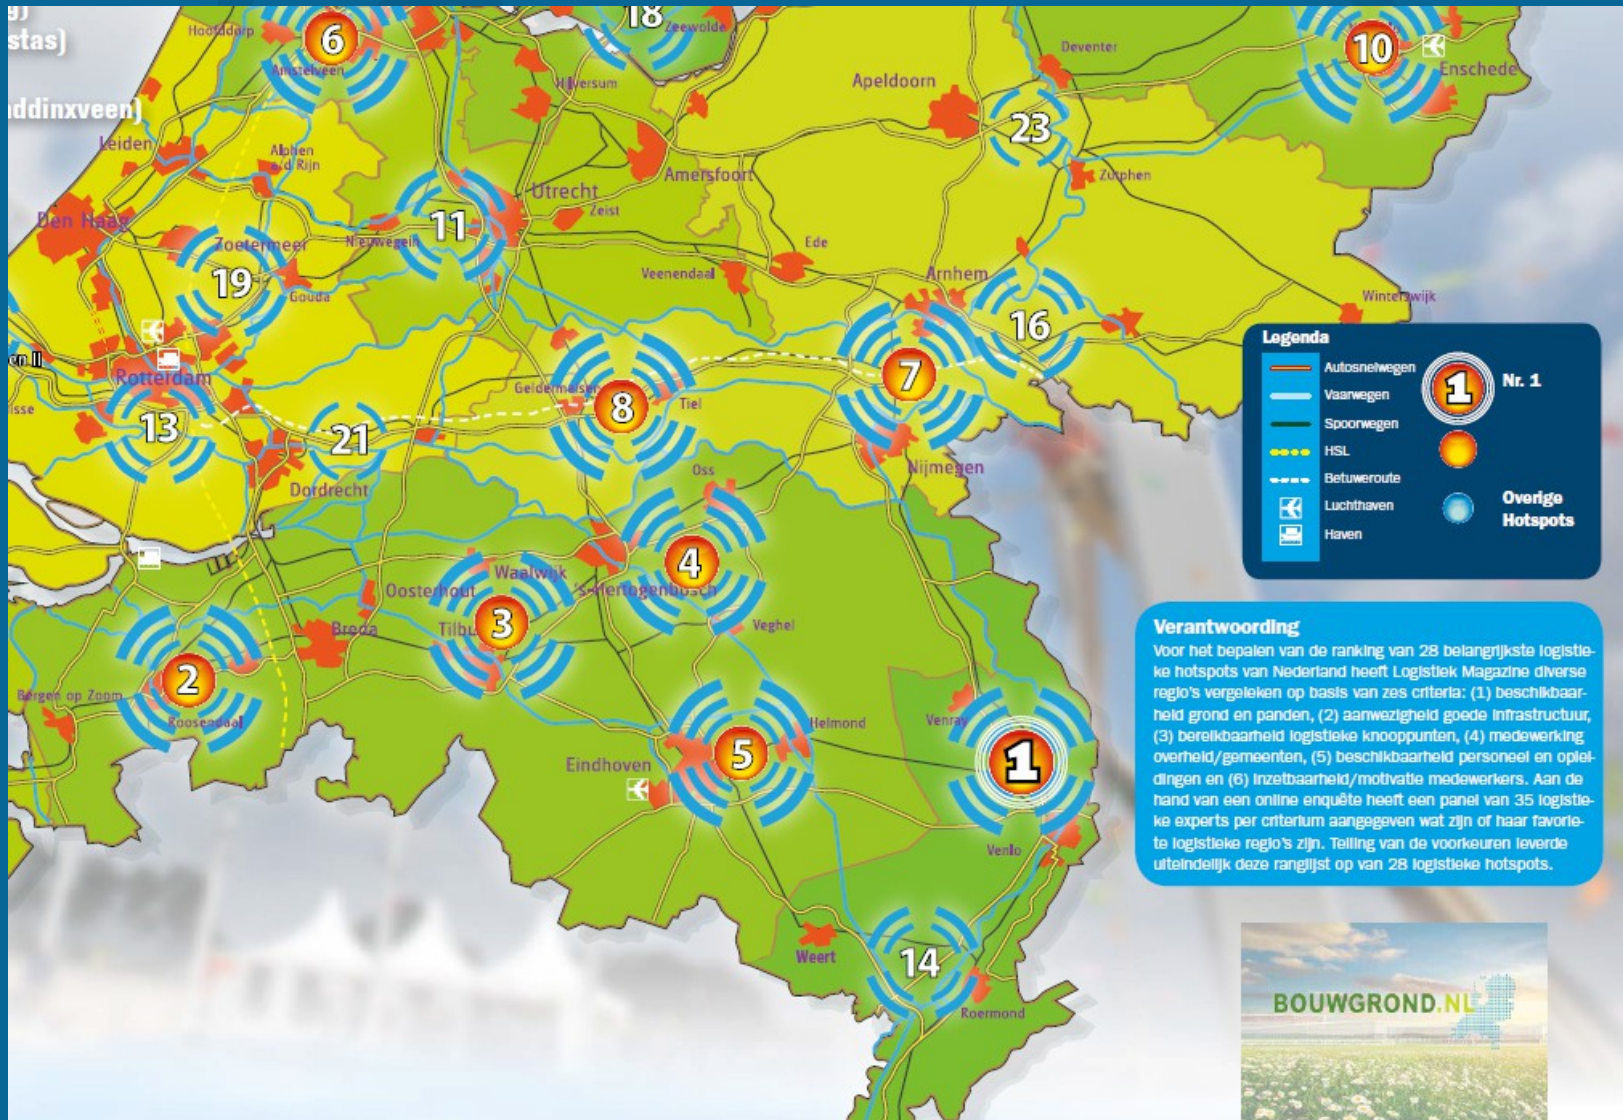 stas)
addinxveen)
Hoofddorp
6
Amstelveen
18
Zeewolde
Hilversum
Deventer
10
Enschede
Apeldoorn
23
Leiden
Alphen
a/d Rijn
Amersfoort
Zutphen
Den Haag
Utrecht
Zeist
11
Nieuwegein
Zoetermeer
19
Gouda
Ede
Veenendaal
Arnhem
16
Winterswijk
en II
Rotterdam
13
21
Dordrecht
Geldermalsen
8
Tiel
7
Nijmegen
Oss
4
Waalwijk
's-Hertogenbosch
Oosterhout
Breda
Tilbu
3
Veghel
2
Bergen op Zoom
Roosendaal
Eindhoven
5
Helmond
Venray
1
Venlo
Weert
14
Roermond
Legenda
Autosnelwegen
Vaarwegen
Spoorwegen
HSL
Betuweroute
Luchthaven
Haven
1
Nr. 1
Overige
Hotspots
Verantwoording
Voor het bepalen van de ranking van 28 belangrijkste logistie-
ke hotspots van Nederland heeft Logistiek Magazine diverse
regio's vergeleken op basis van zes criteria: (1) beschikbaar-
heid grond en panden, (2) aanwezigheid goede infrastructuur,
(3) bereikbaarheid logistieke knooppunten, (4) medewerking
overheid/gemeenten, (5) beschikbaarheid personeel en oplei-
dingen en (6) inzetbaarheid/motivatie medewerkers. Aan de
hand van een online enquête heeft een panel van 35 logistie-
ke experts per criterium aangegeven wat zijn of haar favorie-
te logistieke regio's zijn. Telling van de voorkeuren leverde
uiteindelijk deze ranglijst op van 28 logistieke hotspots.
BOUWGROND.NL